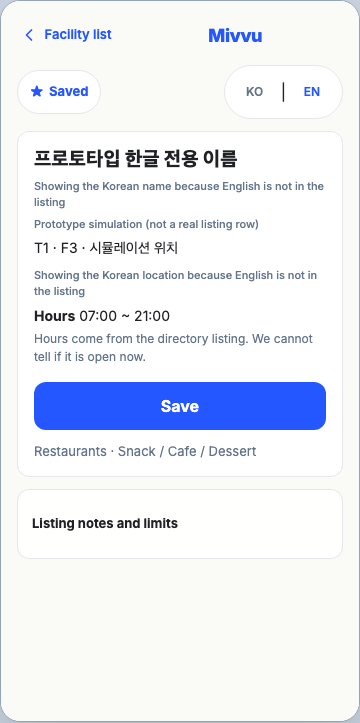 Facility list
Mivvu
Saved
KO | EN
프로토타입 한글 전용 이름
Showing the Korean name because English is not in the
listing
Prototype simulation (not a real listing row)
T1 · F3 · 시뮬레이션 위치
Showing the Korean location because English is not in
the listing
Hours 07:00 ~ 21:00
Hours come from the directory listing. We cannot
tell if it is open now.
Save
Restaurants · Snack / Cafe / Dessert
Listing notes and limits